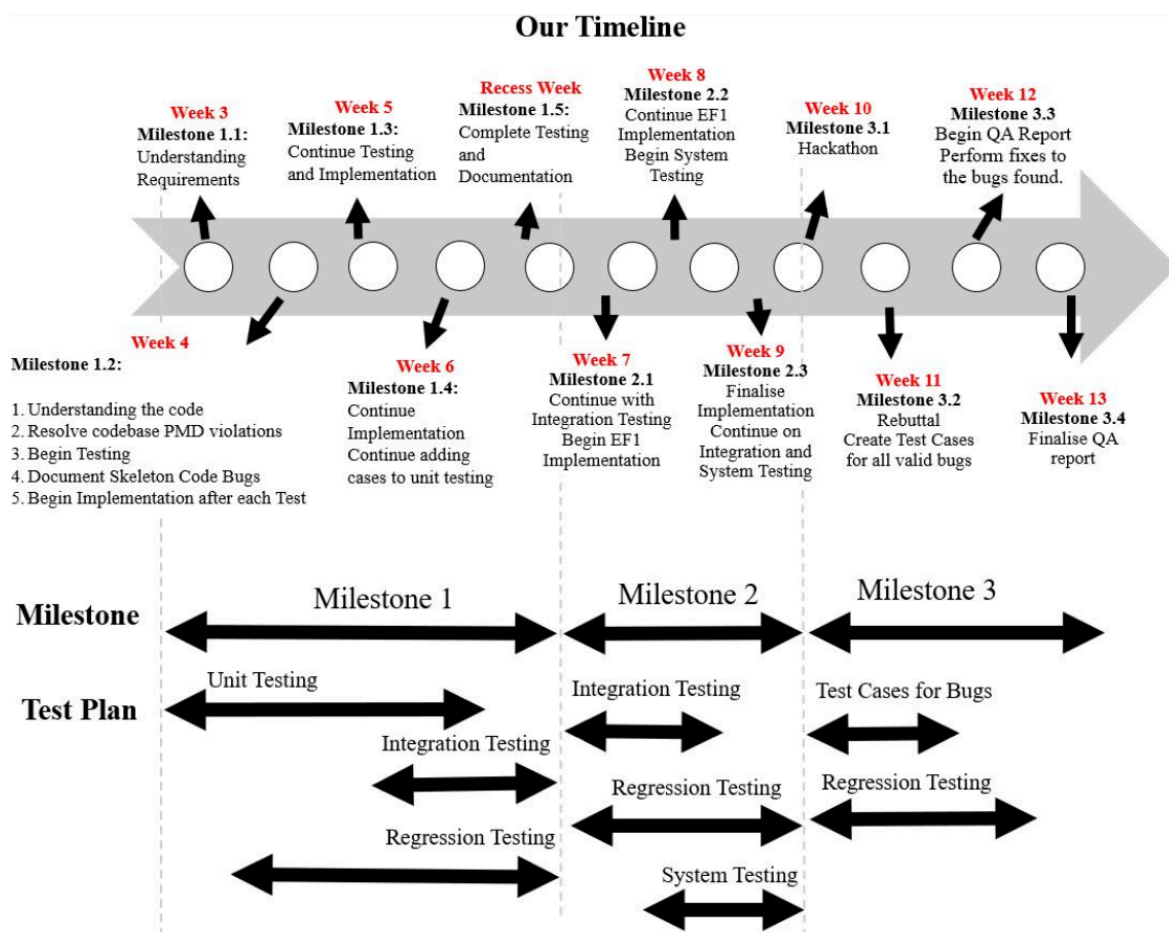 Our Timeline
Week 3
Milestone 1.1:
Understanding
Requirements
Week 5
Milestone 1.3:
Continue Testing
and Implementation
Recess Week
Milestone 1.5:
Complete Testing
and
Documentation
Week 8
Milestone 2.2
Continue EF1
Implementation
Begin System
Testing
Week 10
Milestone 3.1
Hackathon
Week 12
Milestone 3.3
Begin QA Report
Perform fixes to
the bugs found.
Week 4
Milestone 1.2:
1. Understanding the code
2. Resolve codebase PMD violations
3. Begin Testing
4. Document Skeleton Code Bugs
5. Begin Implementation after each Test
Week 6
Milestone 1.4:
Continue
Implementation
Continue adding
cases to unit testing
Week 7
Milestone 2.1
Continue with
Integration Testing
Begin EF1
Implementation
Week 9
Milestone 2.3
Finalise
Implementation
Continue on
Integration and
System Testing
Week 11
Milestone 3.2
Rebuttal
Create Test Cases
for all valid bugs
Week 13
Milestone 3.4
Finalise QA
report
Milestone
Milestone 1
Milestone 2
Milestone 3
Test Plan
Unit Testing
Integration Testing
Regression Testing
Integration Testing
Regression Testing
System Testing
Test Cases for Bugs
Regression Testing